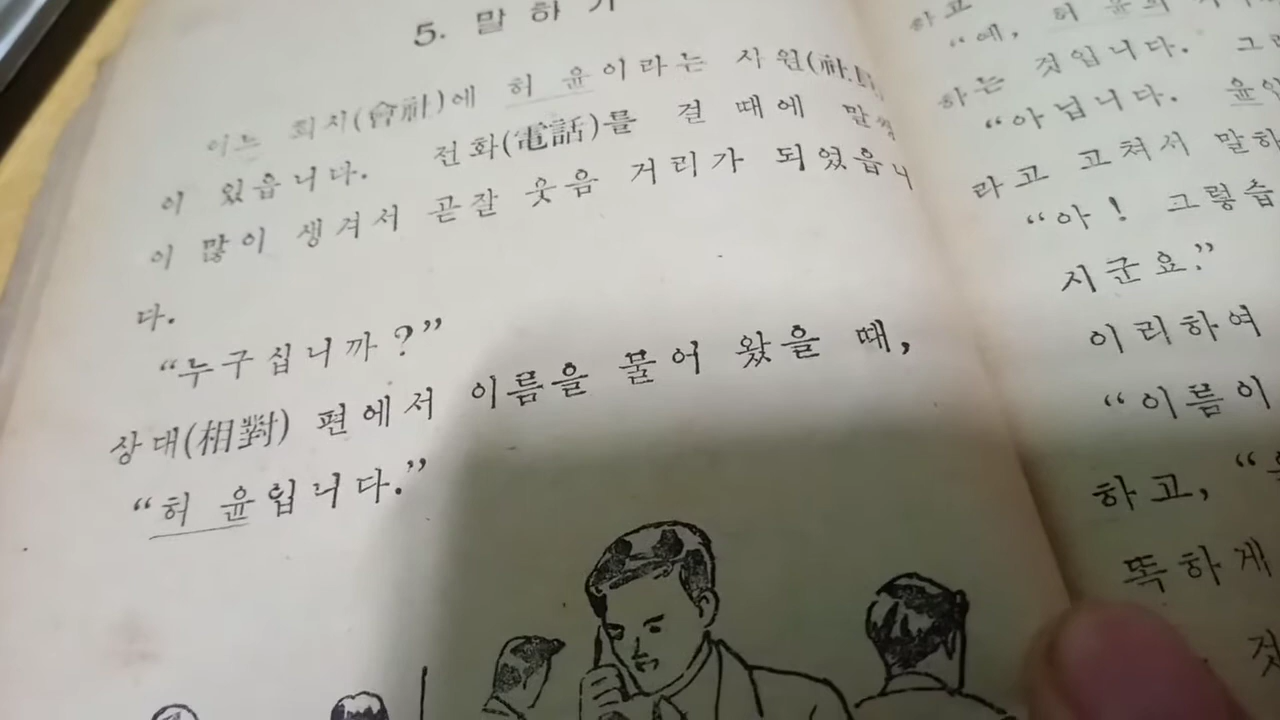 5. 말 하 기
어느 회사(會社)에 허 윤이라는 사원(社員)
이 있읍니다. 전화(電話)를 걸 때에 말썽
이 많이 생겨서 곧잘 웃음 거리가 되었읍니
다.
“누구십니까?”
상대(相對) 편에서 이름을 물어 왔을 때,
“허 윤입니다.”
하고
“예, 허 윤의
하는 것입니다.
“아닙니다. 윤
라고 고쳐서 말하
“아! 그렇습
시군요.”
이리하여
“이름이
하고, “
똑하게
것